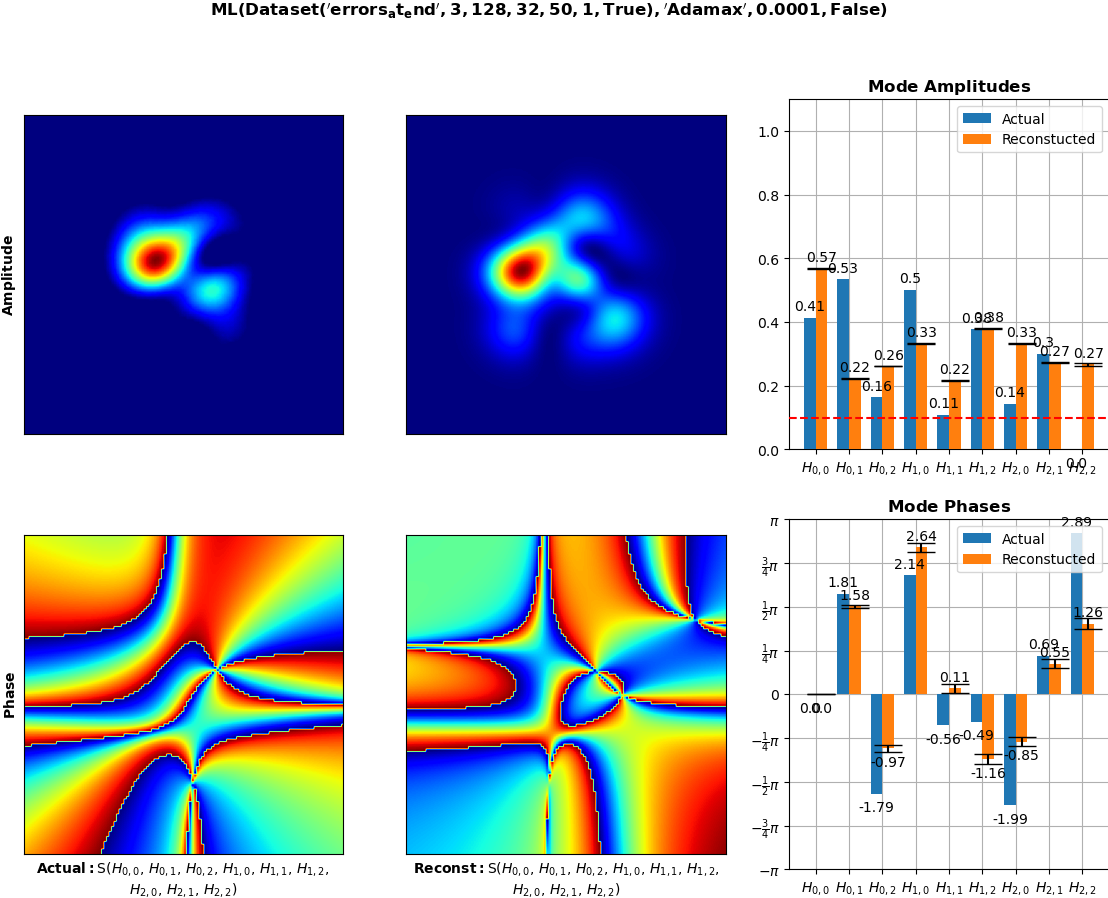 ML(Dataset('errors_at_end', 3, 128, 32, 50, 1, True), 'Adamax', 0.0001, False)
Amplitude
Mode Amplitudes
Actual
Reconstucted
1.0
0.8
0.6
0.4
0.2
0.0
0.41
0.57
0.53
0.22
0.16
0.26
0.5
0.33
0.11
0.22
0.38
0.38
0.14
0.33
0.3
0.27
0.0
0.27
H0,0 H0,1 H0,2 H1,0 H1,1 H1,2 H2,0 H2,1 H2,2
Phase
Actual: S(H0,0, H0,1, H0,2, H1,0, H1,1, H1,2,
H2,0, H2,1, H2,2)
Reconst: S(H0,0, H0,1, H0,2, H1,0, H1,1, H1,2,
H2,0, H2,1, H2,2)
Mode Phases
Actual
Reconstucted
π
3/4π
1/2π
1/4π
0
−1/4π
−1/2π
−3/4π
−π
0.0
0.0
1.81
1.58
-1.79
-0.97
2.14
2.64
-0.56
0.11
-0.49
-1.16
-1.99
-0.85
0.69
0.55
2.89
1.26
H0,0 H0,1 H0,2 H1,0 H1,1 H1,2 H2,0 H2,1 H2,2